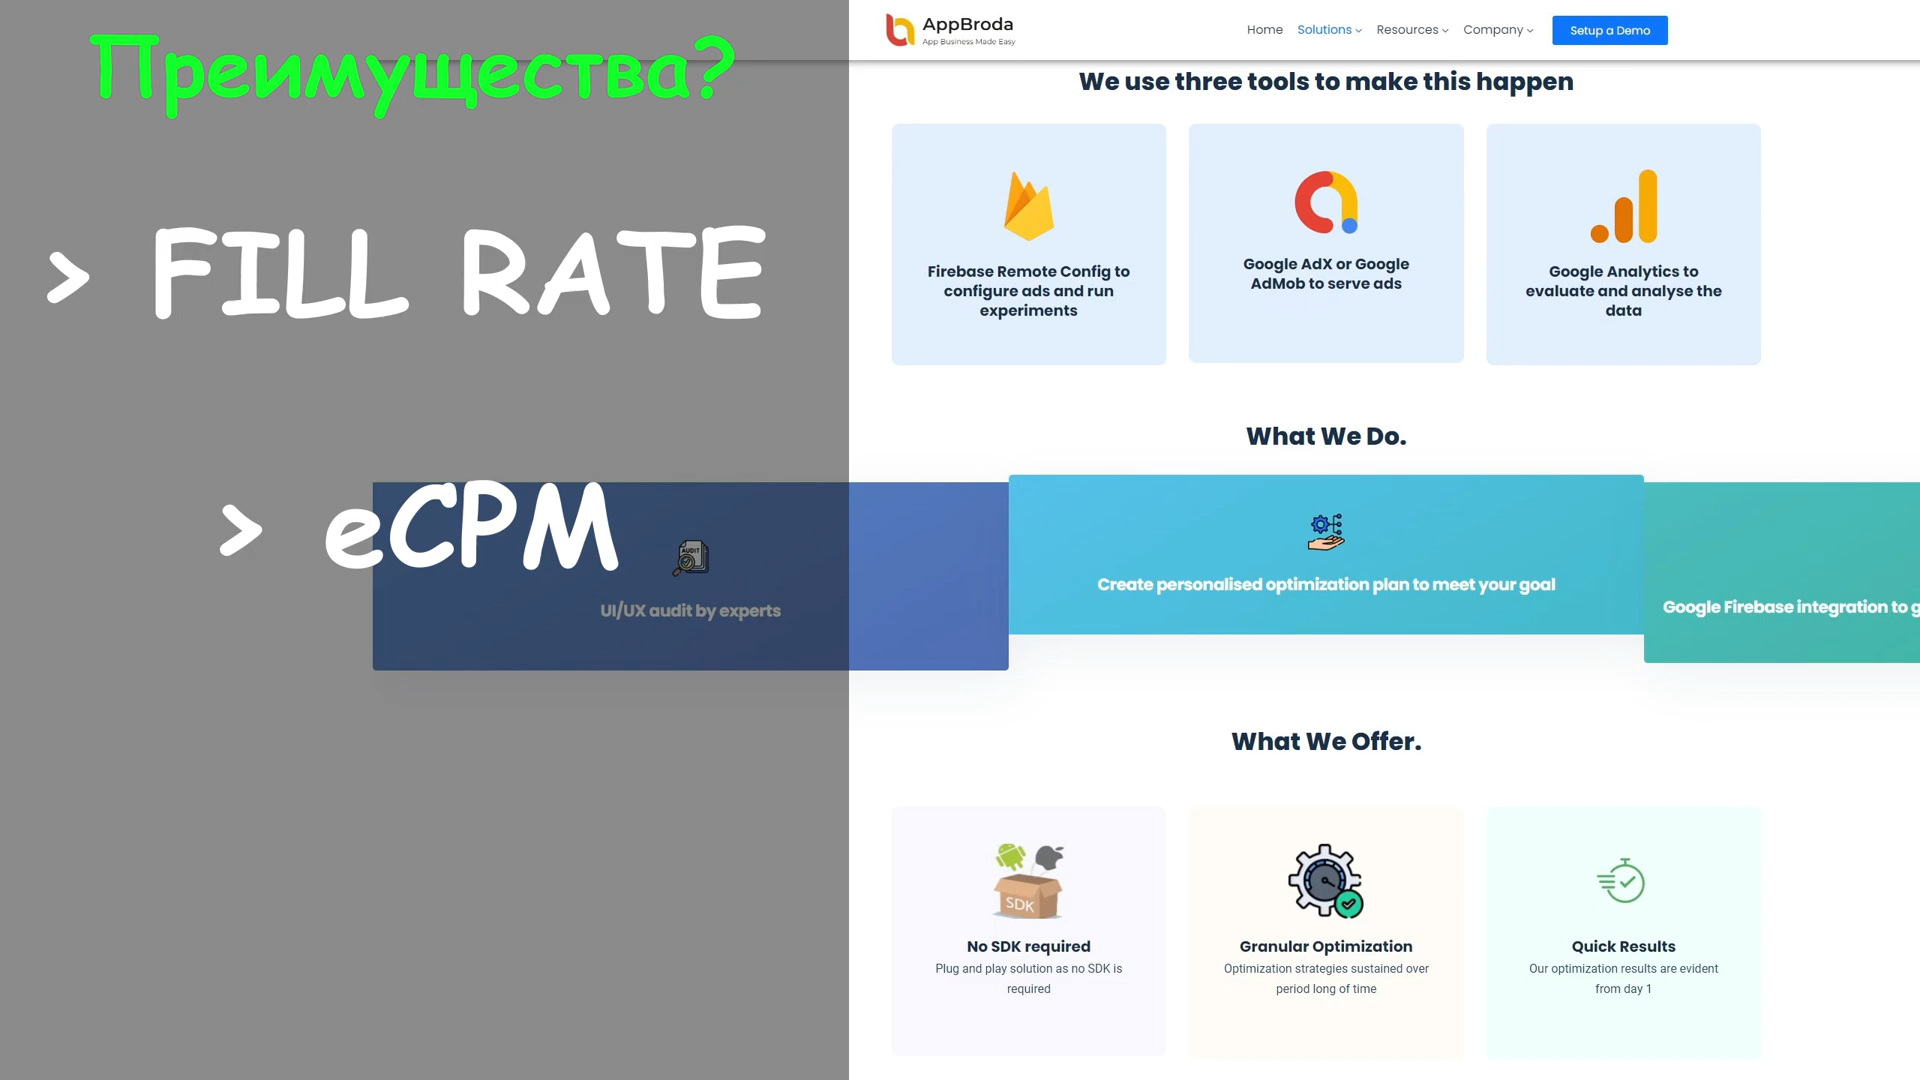 Преимущества?
> FILL RATE
> eCPM
AppBroda
App Business Made Easy
Home
Solutions
Resources
Company
Setup a Demo
We use three tools to make this happen
Firebase Remote Config to
configure ads and run
experiments
Google AdX or Google
AdMob to serve ads
Google Analytics to
evaluate and analyse the
data
What We Do.
AUDIT
UI/UX audit by experts
Create personalised optimization plan to meet your goal
Google Firebase integration to g
What We Offer.
SDK
No SDK required
Plug and play solution as no SDK is
required
Granular Optimization
Optimization strategies sustained over
period long of time
Quick Results
Our optimization results are evident
from day 1